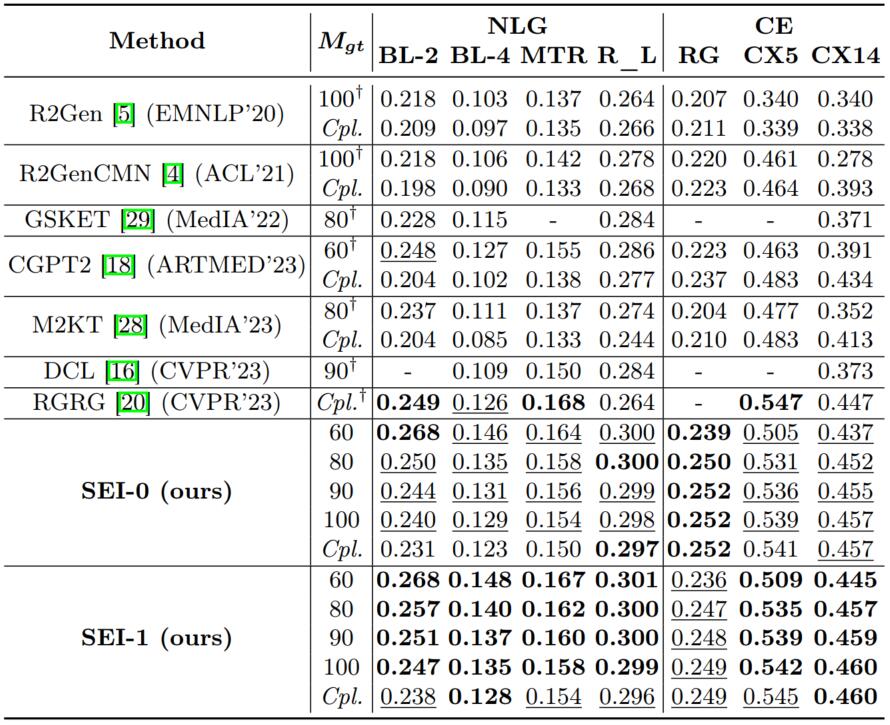 NLG CE
Method M_gt BL-2 BL-4 MTR R_L RG CX5 CX14
R2Gen [5] (EMNLP'20) 100† 0.218 0.103 0.137 0.264 0.207 0.340 0.340
Cpl. 0.209 0.097 0.135 0.266 0.211 0.339 0.338
R2GenCMN [4] (ACL'21) 100† 0.218 0.106 0.142 0.278 0.220 0.461 0.278
Cpl. 0.198 0.090 0.133 0.268 0.223 0.464 0.393
GSKET [29] (MedIA'22) 80† 0.228 0.115 - 0.284 - - 0.371
CGPT2 [18] (ARTMED'23) 60† 0.248 0.127 0.155 0.286 0.223 0.463 0.391
Cpl. 0.204 0.102 0.138 0.277 0.237 0.483 0.434
M2KT [28] (MedIA'23) 80† 0.237 0.111 0.137 0.274 0.204 0.477 0.352
Cpl. 0.204 0.085 0.133 0.244 0.210 0.483 0.413
DCL [16] (CVPR'23) 90† - 0.109 0.150 0.284 - - 0.373
RGRG [20] (CVPR'23) Cpl.† 0.249 0.126 0.168 0.264 - 0.547 0.447
SEI-0 (ours) 60 0.268 0.146 0.164 0.300 0.239 0.505 0.437
80 0.250 0.135 0.158 0.300 0.250 0.531 0.452
90 0.244 0.131 0.156 0.299 0.252 0.536 0.455
100 0.240 0.129 0.154 0.298 0.252 0.539 0.457
Cpl. 0.231 0.123 0.150 0.297 0.252 0.541 0.457
SEI-1 (ours) 60 0.268 0.148 0.167 0.301 0.236 0.509 0.445
80 0.257 0.140 0.162 0.300 0.247 0.535 0.457
90 0.251 0.137 0.160 0.300 0.248 0.539 0.459
100 0.247 0.135 0.158 0.299 0.249 0.542 0.460
Cpl. 0.238 0.128 0.154 0.296 0.249 0.545 0.460